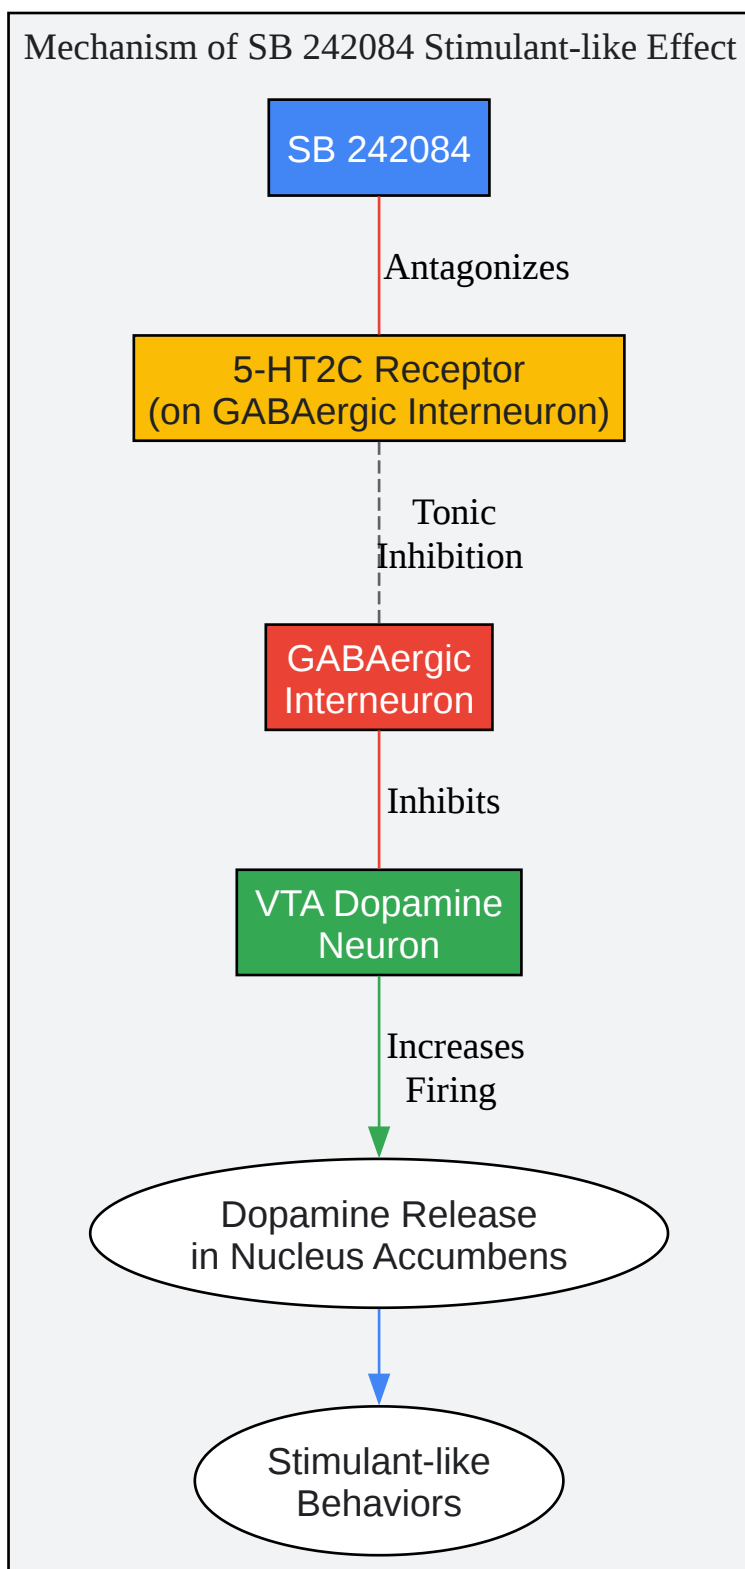 Mechanism of SB 242084 Stimulant-like Effect
SB 242084
Antagonizes
5-HT2C Receptor
(on GABAergic Interneuron)
Tonic
Inhibition
GABAergic
Interneuron
Inhibits
VTA Dopamine
Neuron
Increases
Firing
Dopamine Release
in Nucleus Accumbens
Stimulant-like
Behaviors